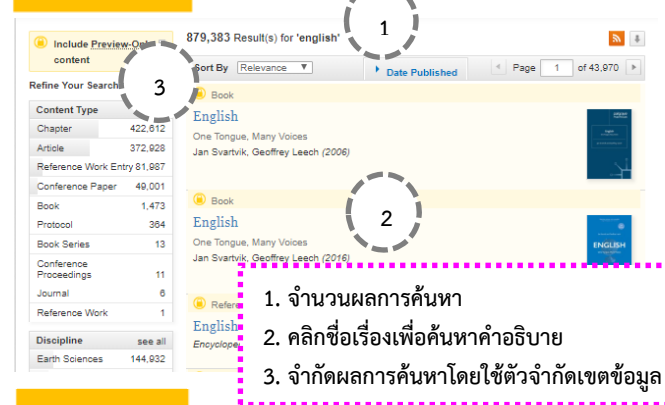 Include Preview-Only
content
Refine Your Search
Content Type
Chapter 422,612
Article 372,928
Reference Work Entry 81,987
Conference Paper 49,001
Book 1,473
Protocol 364
Book Series 13
Conference
Proceedings 11
Journal 6
Reference Work 1
Discipline see all
Earth Sciences 144,932
3
879,383 Result(s) for 'english'
1
Sort By Relevance Date Published Page 1 of 43,970
Book
English
One Tongue, Many Voices
Jan Svartvik, Geoffrey Leech (2006)
Book
English
One Tongue, Many Voices
Jan Svartvik, Geoffrey Leech (2016)
ENGLISH
2
English
1. จำนวนผลการค้นหา
2. คลิกชื่อเรื่องเพื่อค้นหาคำอธิบาย
3. จำกัดผลการค้นหาโดยใช้ตัวจำกัดเขตข้อมูล